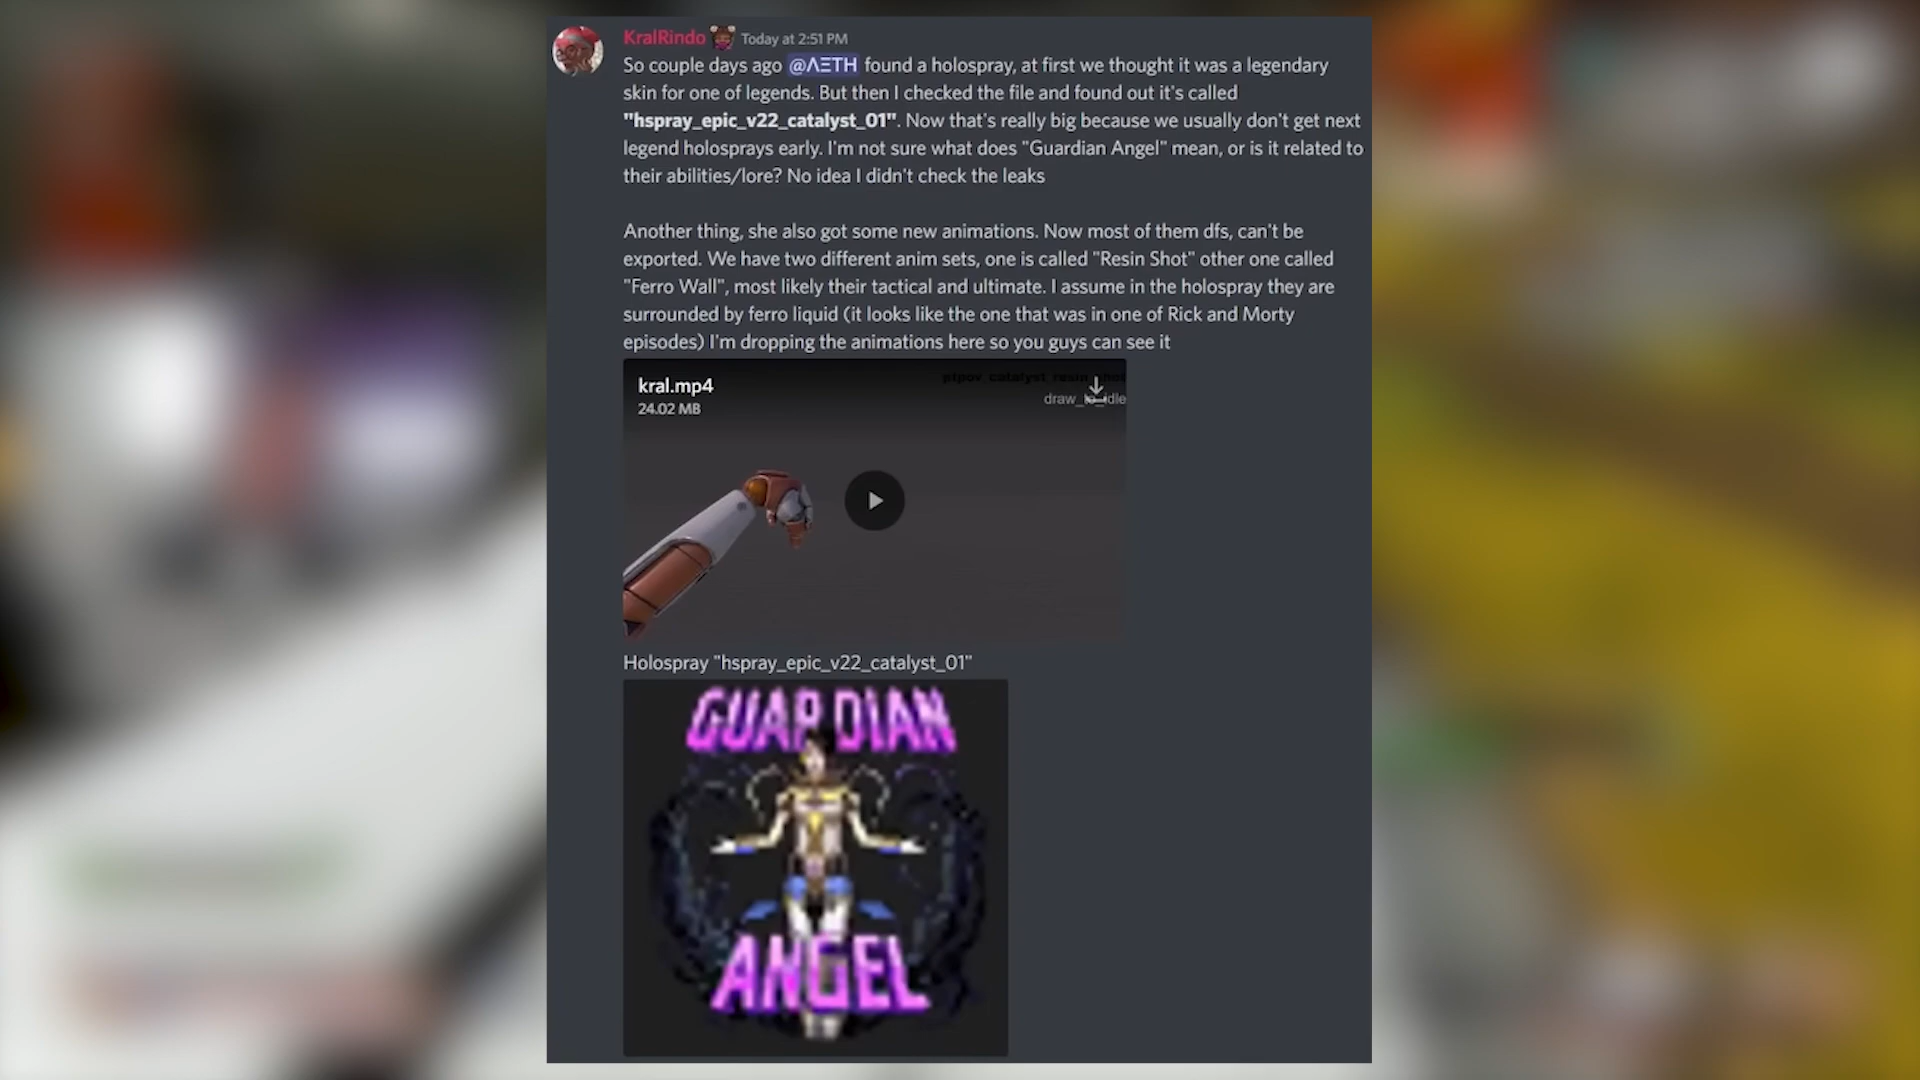 KralRindo Today at 2:51 PM
So couple days ago @ΛΞTH found a holospray, at first we thought it was a legendary
skin for one of legends. But then I checked the file and found out it's called
"hspray_epic_v22_catalyst_01". Now that's really big because we usually don't get next
legend holosprays early. I'm not sure what does "Guardian Angel" mean, or is it related to
their abilities/lore? No idea I didn't check the leaks
Another thing, she also got some new animations. Now most of them dfs, can't be
exported. We have two different anim sets, one is called "Resin Shot" other one called
"Ferro Wall", most likely their tactical and ultimate. I assume in the holospray they are
surrounded by ferro liquid (it looks like the one that was in one of Rick and Morty
episodes) I'm dropping the animations here so you guys can see it
kral.mp4
24.02 MB
ptpov_catalyst_resin_shot
draw_to_idle
Holospray "hspray_epic_v22_catalyst_01"
GUARDIAN
ANGEL